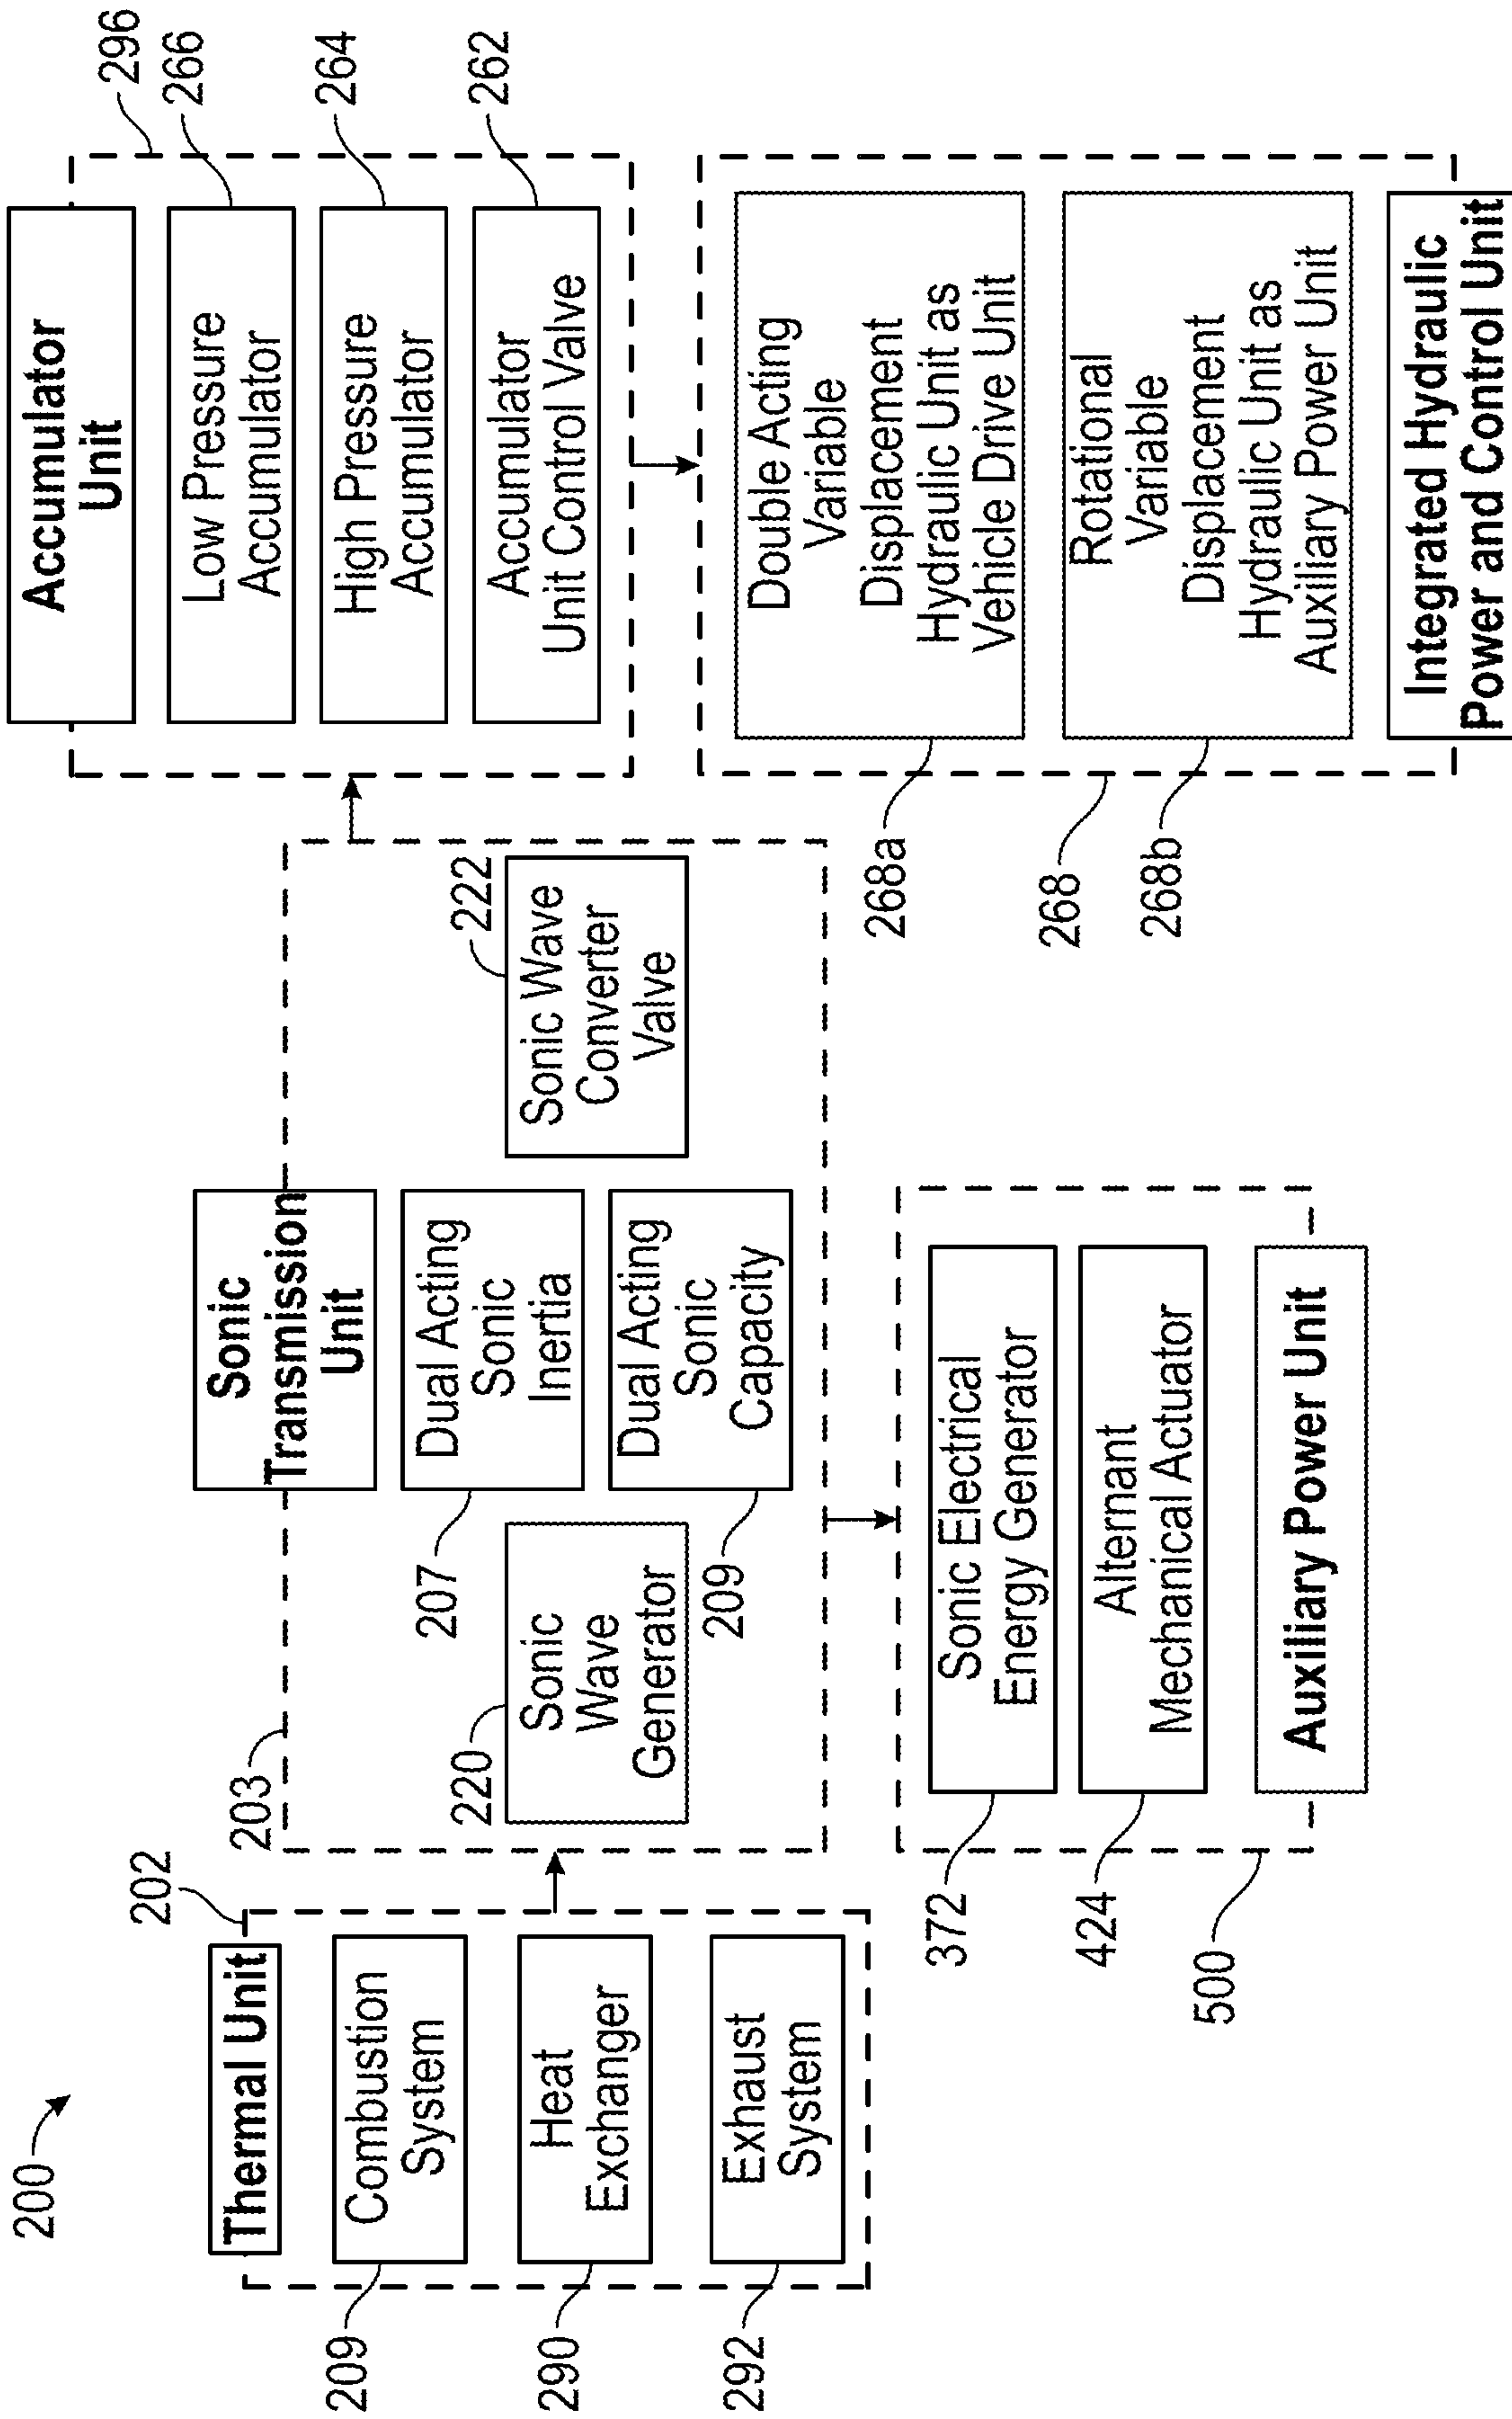 200
202
Thermal Unit
Combustion
System
209
Heat
Exchanger
290
Exhaust
System
292
203
Sonic
Transmission
Unit
220
Sonic
Wave
Generator
Dual Acting
Sonic
Inertia
207
Dual Acting
Sonic
Capacity
209
222
Sonic Wave
Converter
Valve
Sonic Electrical
Energy Generator
372
Alternant
Mechanical Actuator
424
Auxiliary Power Unit
500
Accumulator
Unit
296
Low Pressure
Accumulator
266
High Pressure
Accumulator
264
Accumulator
Unit Control Valve
262
Double Acting
Variable
Displacement
Hydraulic Unit as
Vehicle Drive Unit
268a
268
Rotational
Variable
Displacement
Hydraulic Unit as
Auxiliary Power Unit
268b
Integrated Hydraulic
Power and Control Unit